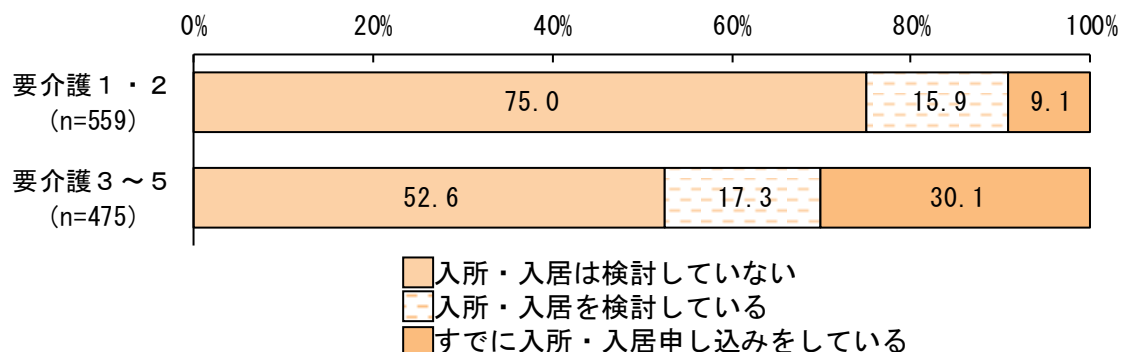 0% 20% 40% 60% 80% 100%
要介護１・２
(n=559)
75.0 15.9 9.1
要介護３～５
(n=475)
52.6 17.3 30.1
入所・入居は検討していない
入所・入居を検討している
すでに入所・入居申し込みをしている